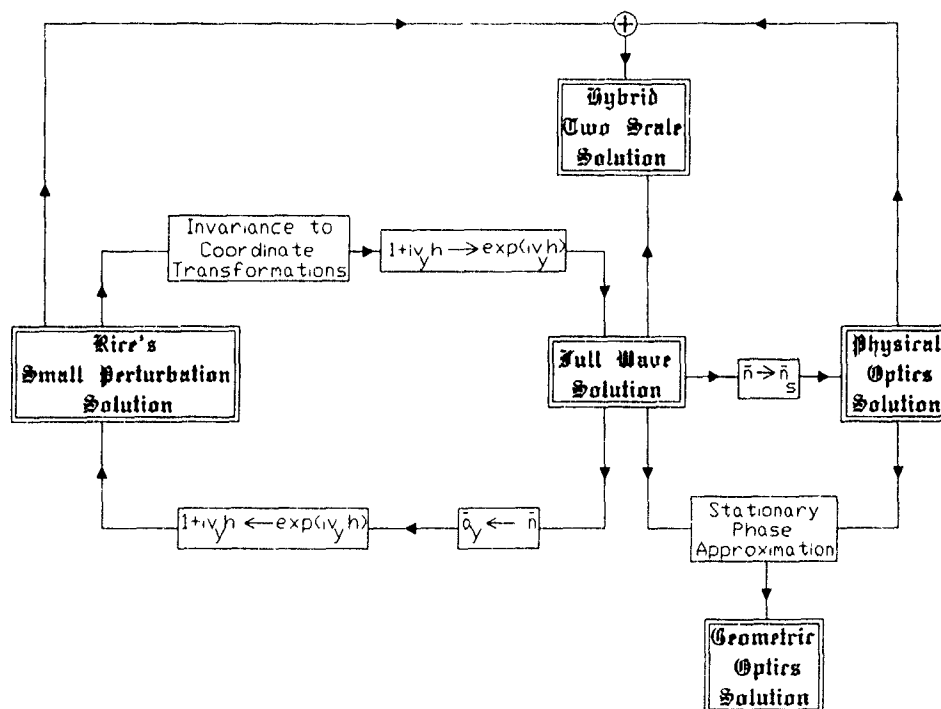 +
Hybrid
Two Scale
Solution
Invariance to
Coordinate
Transformations
1+iv_y h → exp(iv_y h)
Rice's
Small Perturbation
Solution
Full Wave
Solution
n̄ → n̄_s
Physical
Optics
Solution
1+iv_y h ← exp(iv_y h)
ā_y ← n̄
Stationary
Phase
Approximation
Geometric
Optics
Solution